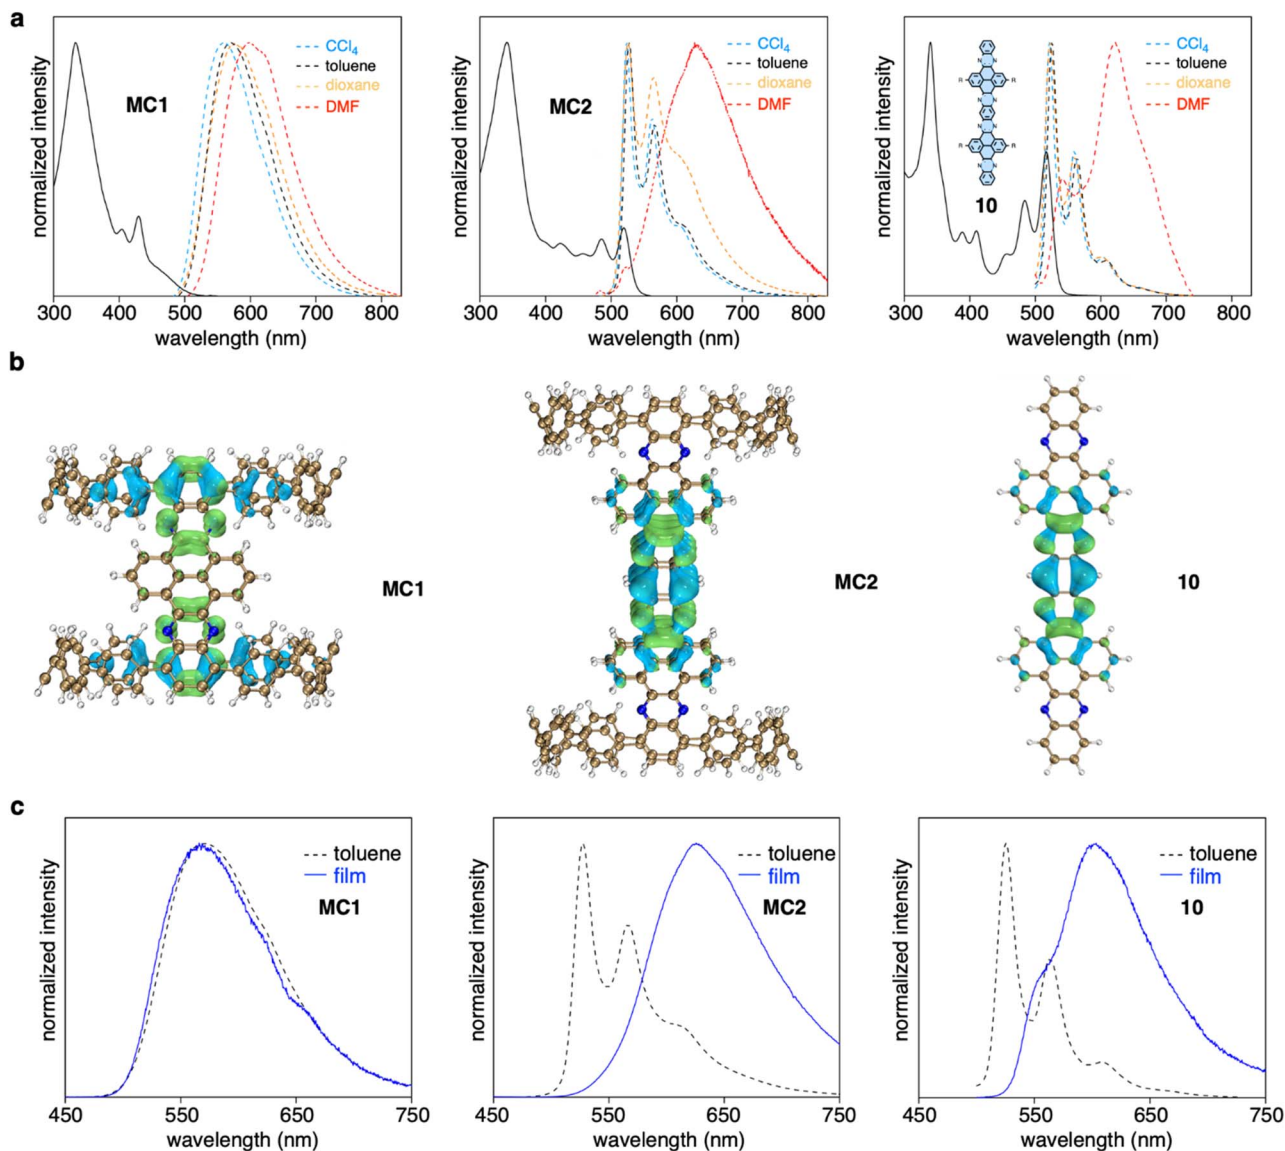 a
normalized intensity
MC1
CCl4
toluene
dioxane
DMF
300 400 500 600 700 800
wavelength (nm)
normalized intensity
MC2
CCl4
toluene
dioxane
DMF
300 400 500 600 700 800
wavelength (nm)
normalized intensity
N N
R R
N N
N N
R R
N N
10
CCl4
toluene
dioxane
DMF
300 400 500 600 700 800
wavelength (nm)
b
MC1
MC2
10
c
normalized intensity
toluene
film
MC1
450 550 650 750
wavelength (nm)
normalized intensity
toluene
film
MC2
450 550 650 750
wavelength (nm)
normalized intensity
toluene
film
10
450 550 650 750
wavelength (nm)